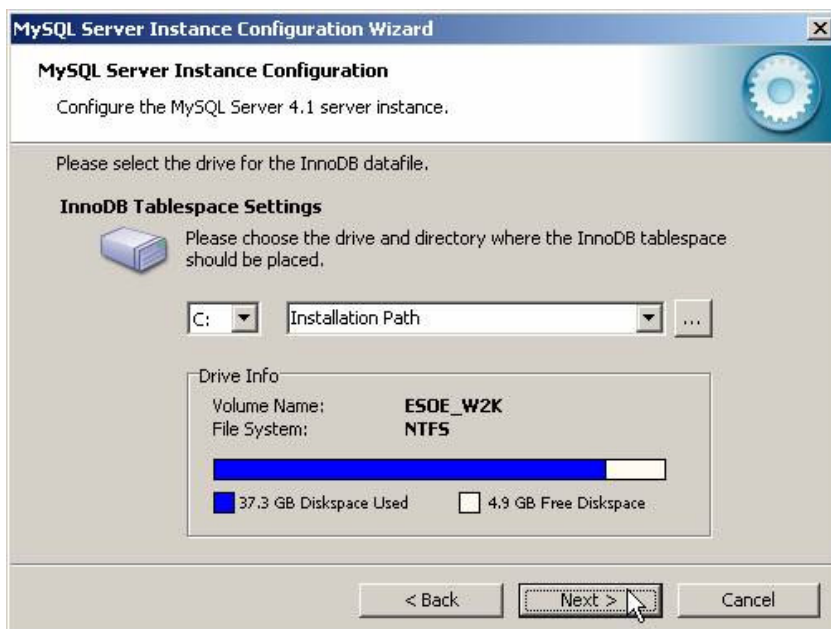 MySQL Server Instance Configuration Wizard
MySQL Server Instance Configuration
Configure the MySQL Server 4.1 server instance.
Please select the drive for the InnoDB datafile.
InnoDB Tablespace Settings
Please choose the drive and directory where the InnoDB tablespace
should be placed.
C: Installation Path ...
Drive Info
Volume Name: ESOE_W2K
File System: NTFS
37.3 GB Diskspace Used 4.9 GB Free Diskspace
< Back Next > Cancel